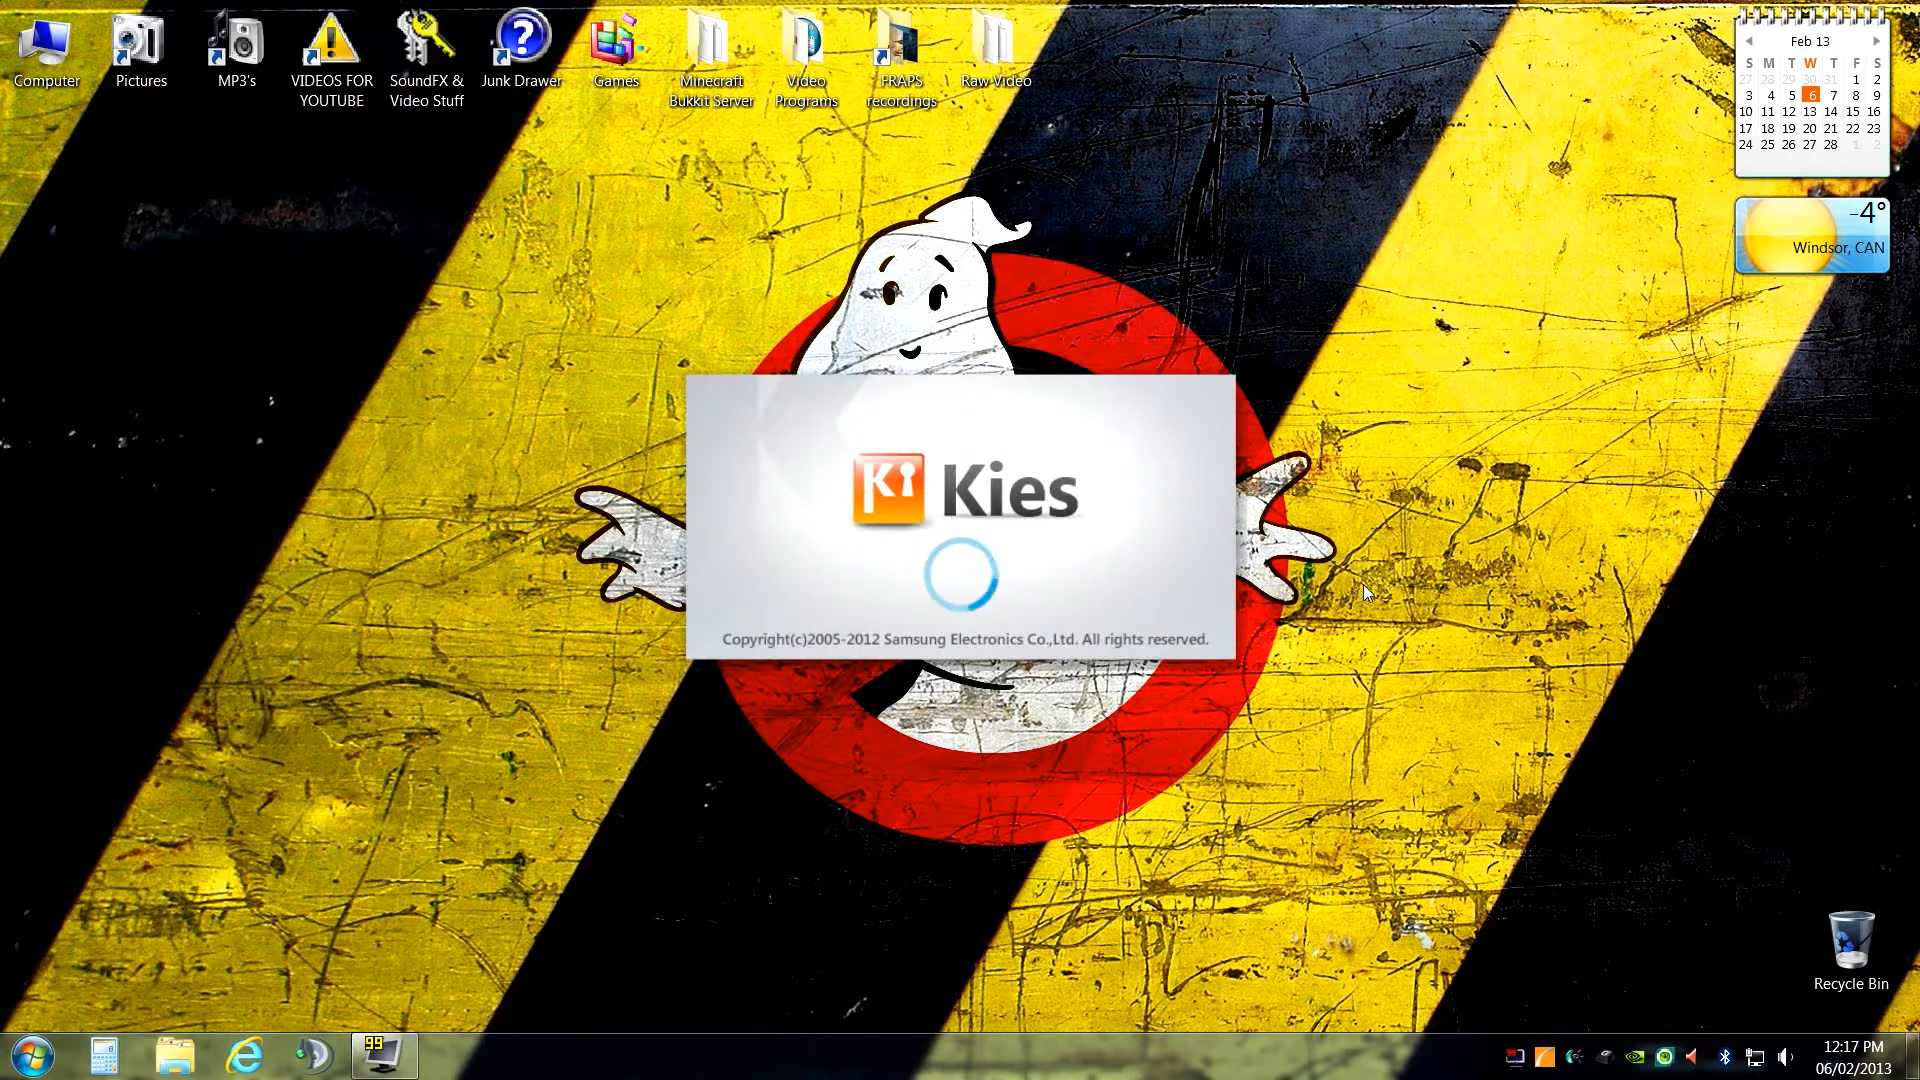 Computer
Pictures
MP3's
VIDEOS FOR
YOUTUBE
SoundFX &
Video Stuff
Junk Drawer
Games
Minecraft
Bukkit Server
Video
Programs
FRAPS
recordings
Raw Video
Feb 13
S M T W T F S
27 28 29 30 31 1 2
3 4 5 6 7 8 9
10 11 12 13 14 15 16
17 18 19 20 21 22 23
24 25 26 27 28 1 2
-4°
Windsor, CAN
Ki Kies
Copyright(c)2005-2012 Samsung Electronics Co.,Ltd. All rights reserved.
Recycle Bin
99
12:17 PM
06/02/2013